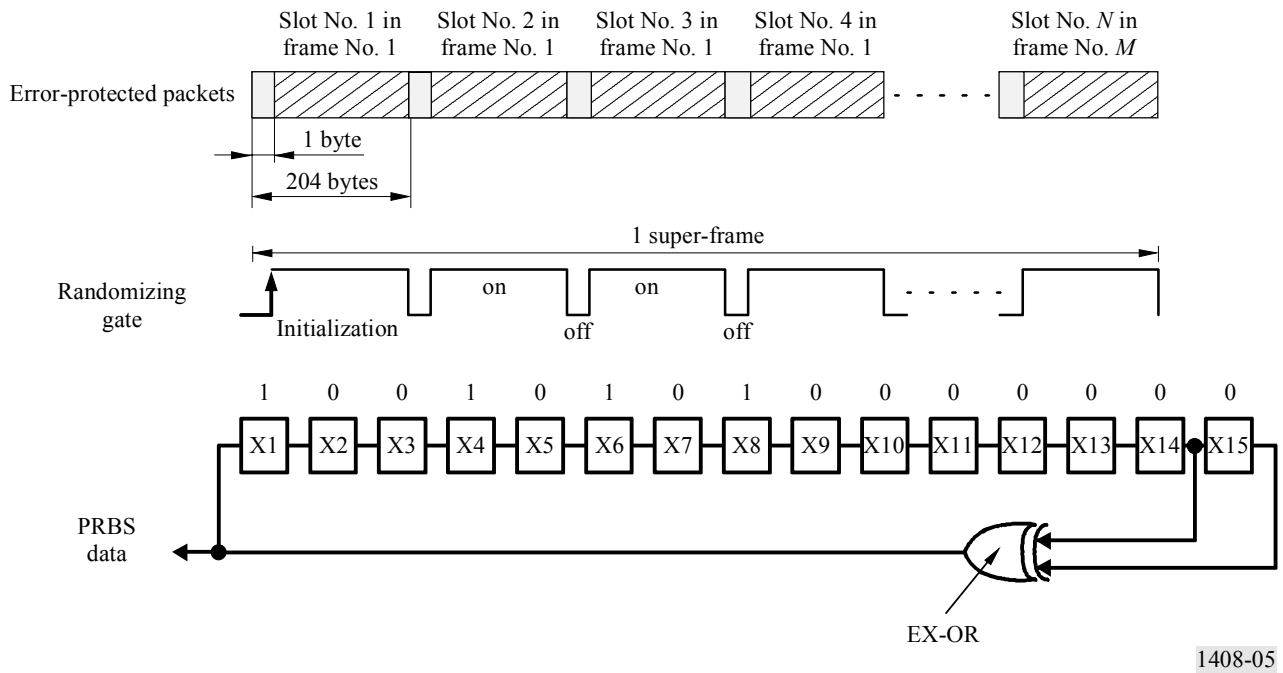 Slot No. 1 in
frame No. 1
Slot No. 2 in
frame No. 1
Slot No. 3 in
frame No. 1
Slot No. 4 in
frame No. 1
Slot No. N in
frame No. M
Error-protected packets
1 byte
204 bytes
1 super-frame
Randomizing
gate
Initialization
on
off
on
off
1 0 0 1 0 1 0 1 0 0 0 0 0 0 0
X1 X2 X3 X4 X5 X6 X7 X8 X9 X10 X11 X12 X13 X14 X15
PRBS
data
EX-OR
1408-05